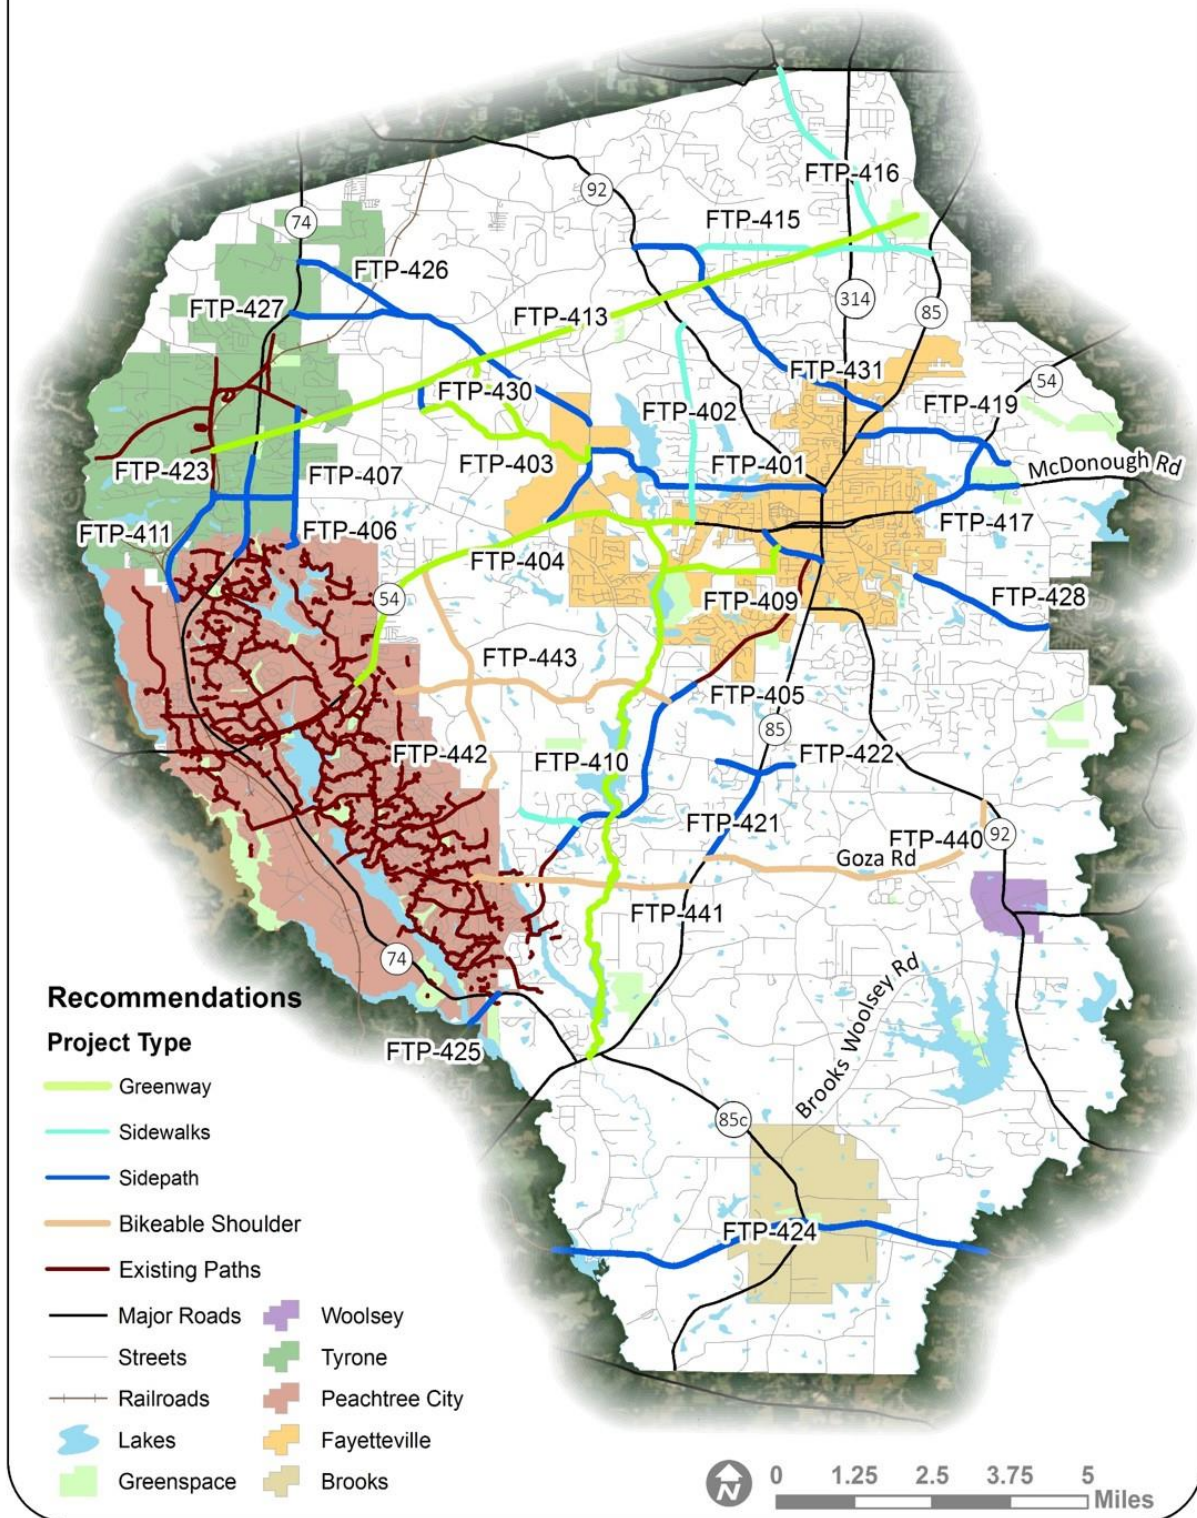 FTP-416
92
FTP-415
74
FTP-426
314
85
FTP-427
FTP-413
FTP-431
54
FTP-430
FTP-402
FTP-419
FTP-403
FTP-401
McDonough Rd
FTP-423
FTP-407
FTP-417
FTP-411
FTP-406
FTP-404
54
FTP-409
FTP-428
FTP-443
FTP-405
85
FTP-442
FTP-410
FTP-422
FTP-421
FTP-440
92
Goza Rd
FTP-441
74
Brooks Woolsey Rd
FTP-425
85c
FTP-424
Recommendations
Project Type
Greenway
Sidewalks
Sidepath
Bikeable Shoulder
Existing Paths
Major Roads
Woolsey
Streets
Tyrone
Railroads
Peachtree City
Lakes
Fayetteville
Greenspace
Brooks
N
0 1.25 2.5 3.75 5
Miles